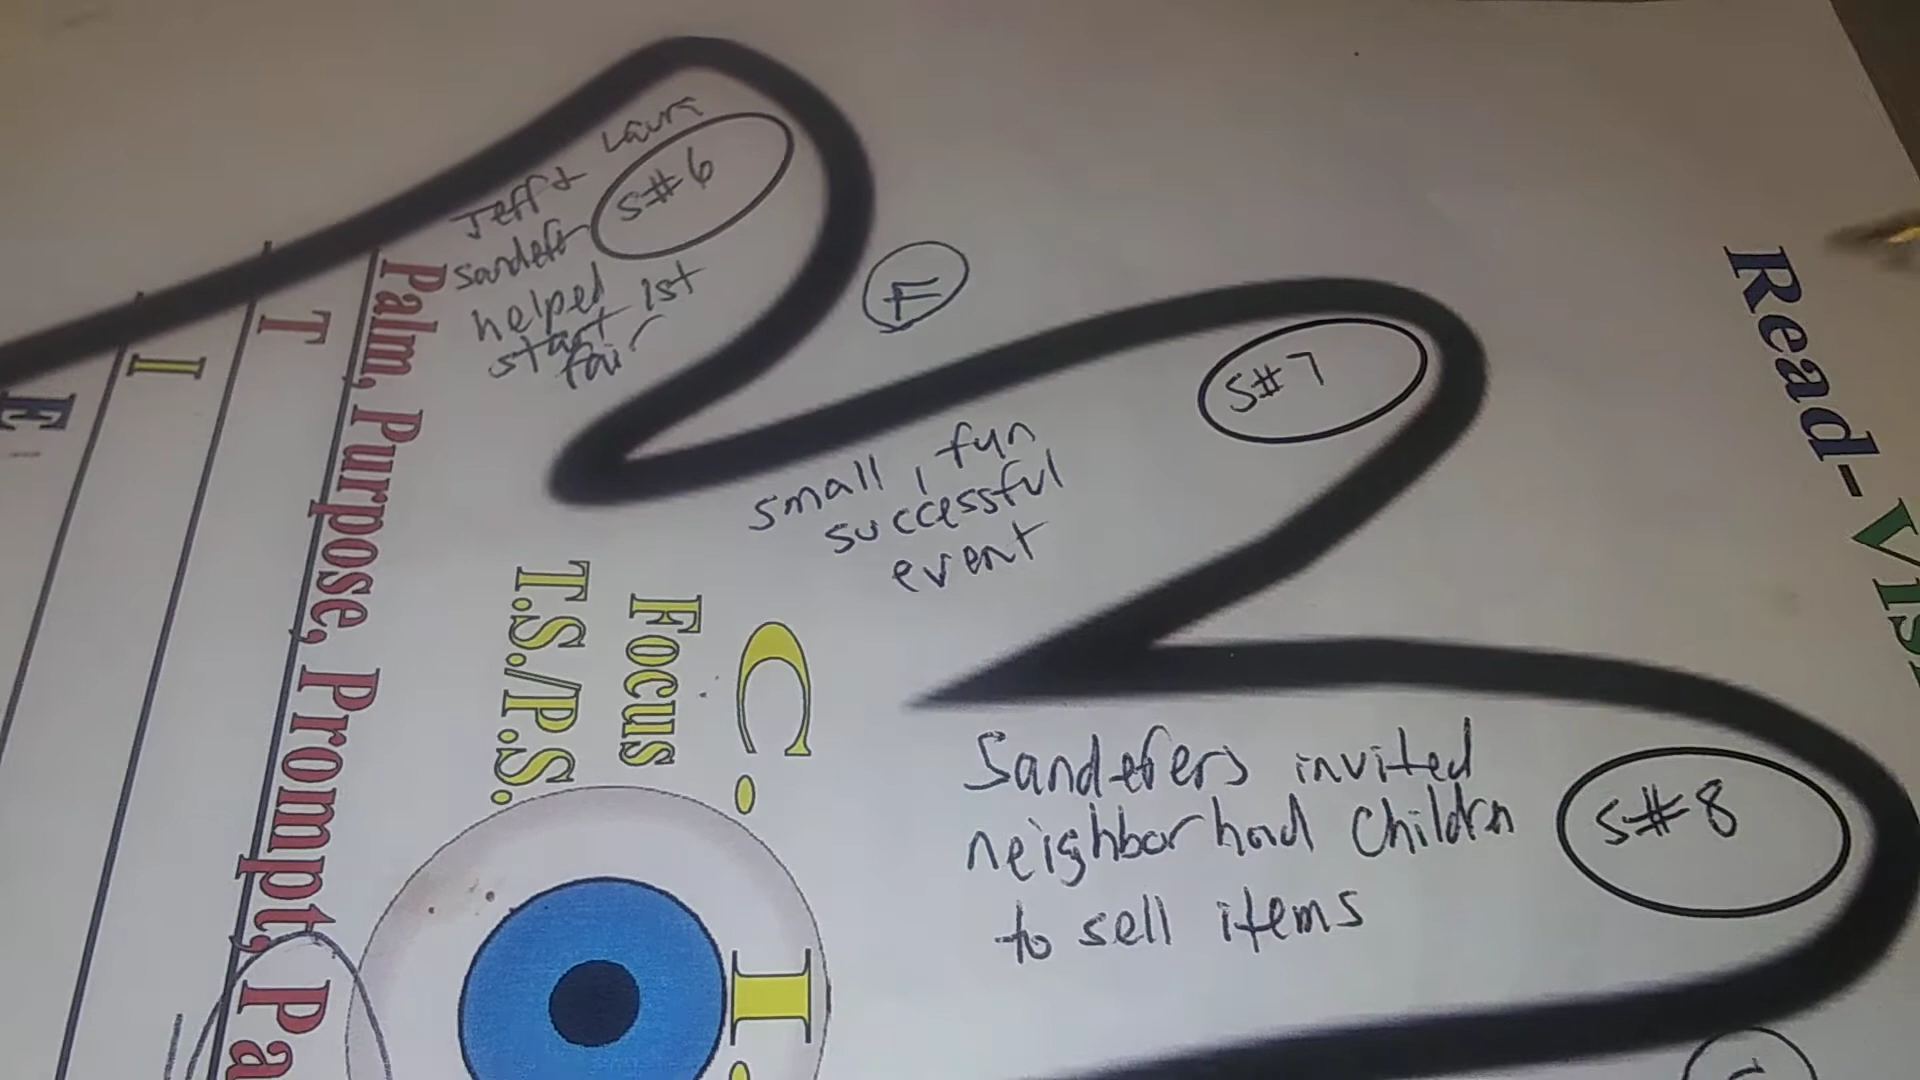 Laura
Jeff &
S#6
Sandefer
helped
start 1st
fair
F
S#7
small, fun
successful
event
Sandefers invited
neighborhood children
to sell items
S#8
Read-
Palm, Purpose, Prompt, Pa
T
I
E
C.I.
Focus
T.S./P.S.